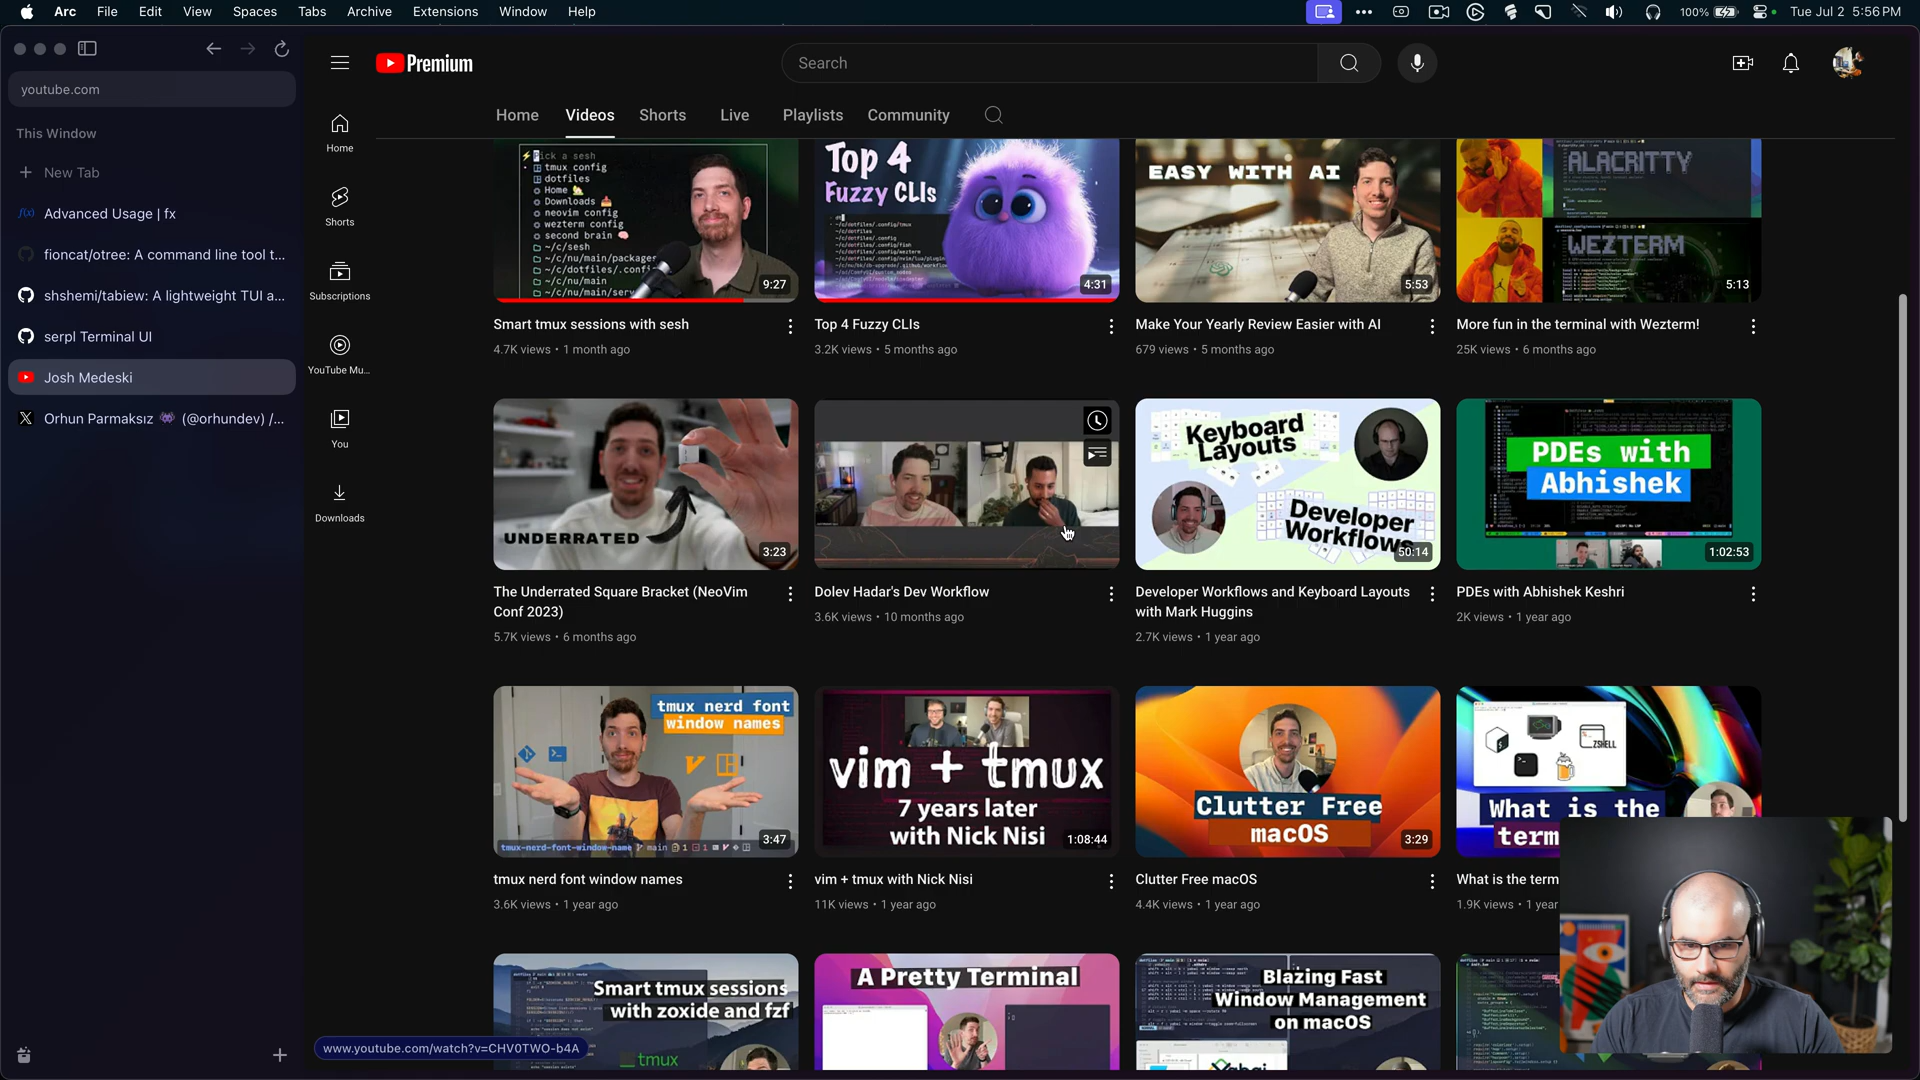 Arc File Edit View Spaces Tabs Archive Extensions Window Help
100% Tue Jul 2 5:56 PM
youtube.com
This Window
New Tab
Advanced Usage | fx
fioncat/otree: A command line tool t...
shshemi/tabiew: A lightweight TUI a...
serpl Terminal UI
Josh Medeski
Orhun Parmaksız 👾 (@orhundev) /...
Premium
Search
Home
Shorts
Subscriptions
YouTube Mu...
You
Downloads
Home Videos Shorts Live Playlists Community
Pick a sesh
tmux config
dotfiles
Home
Downloads
neovim config
wezterm config
second brain
~/c/sesh
~/c/nu/main/packages
~/c/dotfiles/.config
~/c/nu/main
~/c/nu/main/serv
9:27
Top 4
Fuzzy CLIs
4:31
EASY WITH AI
5:53
ALACRITTY
WEZTERM
5:13
Smart tmux sessions with sesh
4.7K views • 1 month ago
Top 4 Fuzzy CLIs
3.2K views • 5 months ago
Make Your Yearly Review Easier with AI
679 views • 5 months ago
More fun in the terminal with Wezterm!
25K views • 6 months ago
UNDERRATED
3:23
Keyboard
Layouts
Developer
Workflows
50:14
PDEs with
Abhishek
1:02:53
The Underrated Square Bracket (NeoVim
Conf 2023)
5.7K views • 6 months ago
Dolev Hadar's Dev Workflow
3.6K views • 10 months ago
Developer Workflows and Keyboard Layouts
with Mark Huggins
2.7K views • 1 year ago
PDEs with Abhishek Keshri
2K views • 1 year ago
tmux nerd font
window names
tmux-nerd-font-window-name main
3:47
vim + tmux
7 years later
with Nick Nisi
1:08:44
Clutter Free
macOS
3:29
ZSHELL
What is the
term
tmux nerd font window names
3.6K views • 1 year ago
vim + tmux with Nick Nisi
11K views • 1 year ago
Clutter Free macOS
4.4K views • 1 year ago
What is the term
1.9K views • 1 year
Smart tmux sessions
with zoxide and fzf
tmux
A Pretty Terminal
Blazing Fast
Window Management
on macOS
www.youtube.com/watch?v=CHV0TWO-b4A